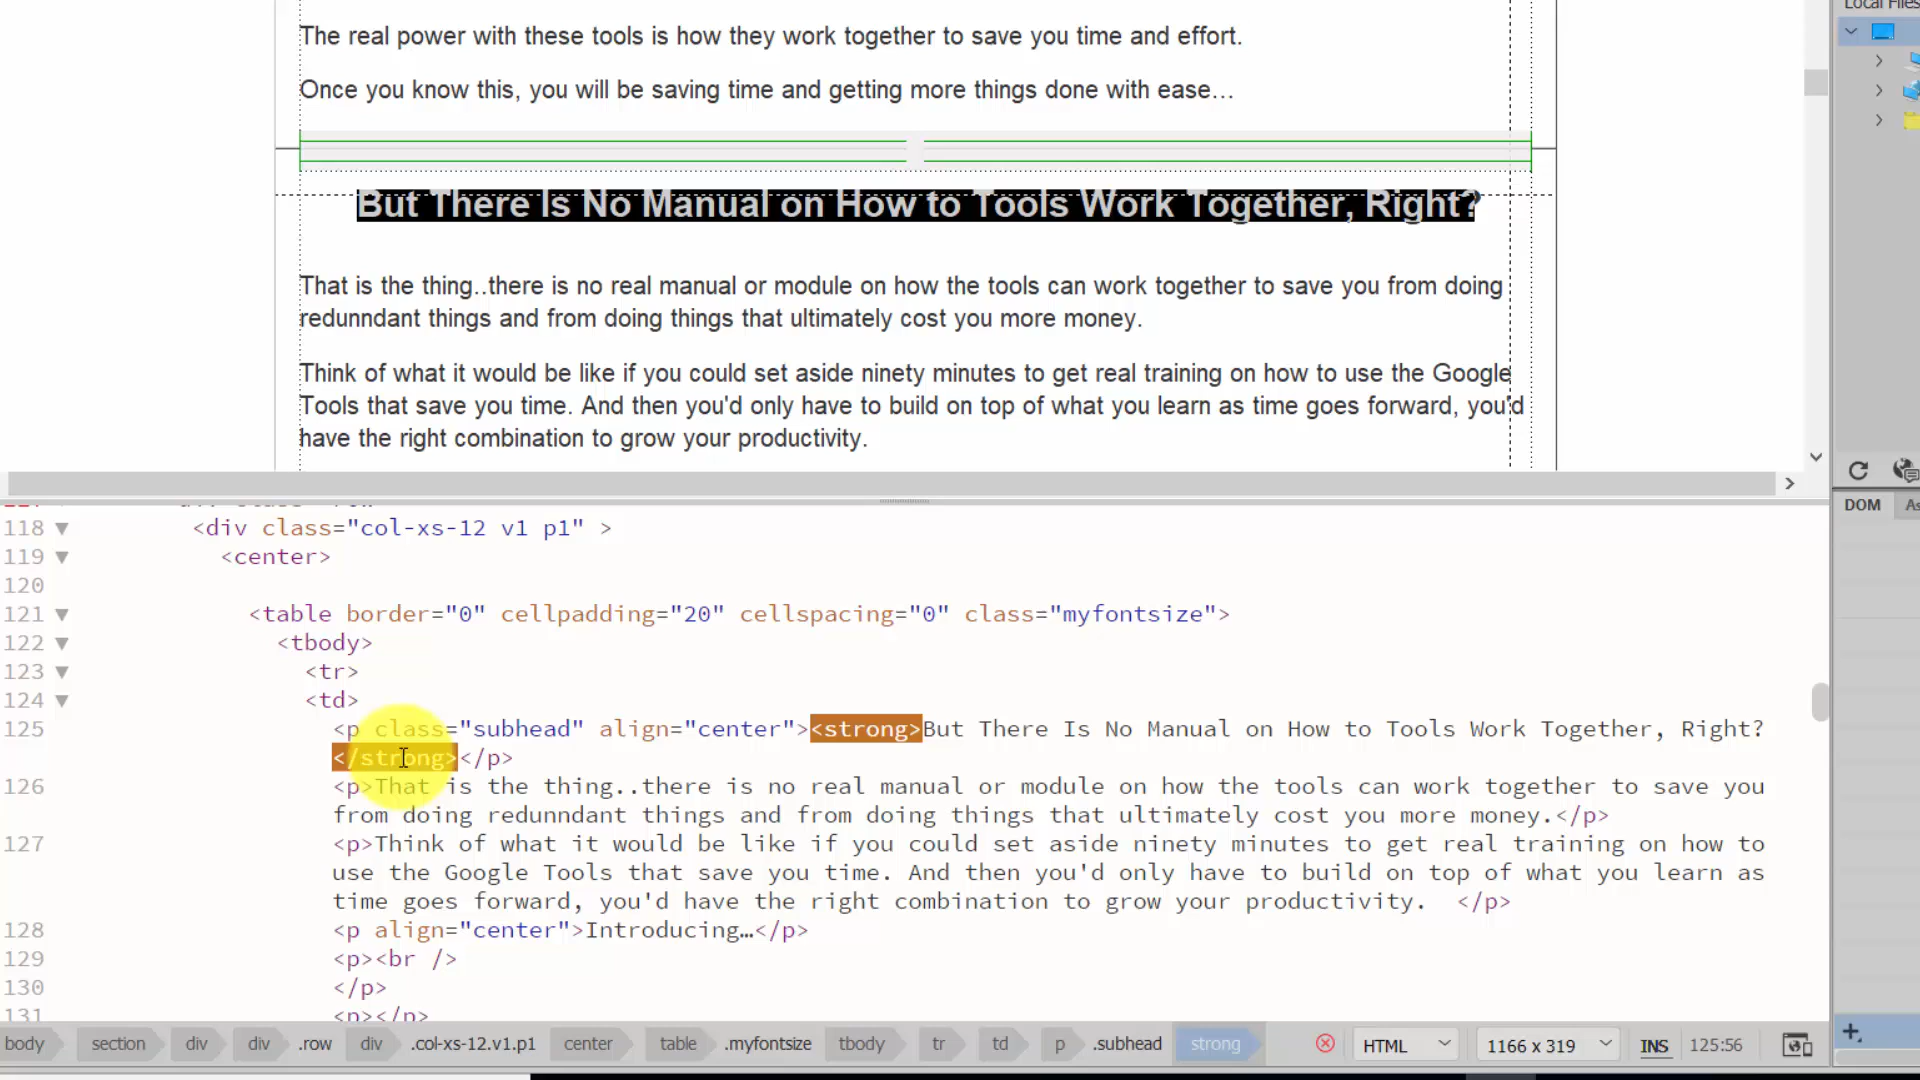 Local Files
The real power with these tools is how they work together to save you time and effort.
Once you know this, you will be saving time and getting more things done with ease…
But There Is No Manual on How to Tools Work Together, Right?
That is the thing..there is no real manual or module on how the tools can work together to save you from doing
redunndant things and from doing things that ultimately cost you more money.
Think of what it would be like if you could set aside ninety minutes to get real training on how to use the Google
Tools that save you time. And then you'd only have to build on top of what you learn as time goes forward, you'd
have the right combination to grow your productivity.
DOM As
118 <div class="col-xs-12 v1 p1" >
119 <center>
120
121 <table border="0" cellpadding="20" cellspacing="0" class="myfontsize">
122 <tbody>
123 <tr>
124 <td>
125 <p class="subhead" align="center"><strong>But There Is No Manual on How to Tools Work Together, Right?
</strong></p>
126 <p>That is the thing..there is no real manual or module on how the tools can work together to save you
from doing redunndant things and from doing things that ultimately cost you more money.</p>
127 <p>Think of what it would be like if you could set aside ninety minutes to get real training on how to
use the Google Tools that save you time. And then you'd only have to build on top of what you learn as
time goes forward, you'd have the right combination to grow your productivity.  </p>
128 <p align="center">Introducing…</p>
129 <p><br />
130 </p>
131 <p></p>
body section div div .row div .col-xs-12.v1.p1 center table .myfontsize tbody tr td p .subhead strong HTML 1166 x 319 INS 125:56